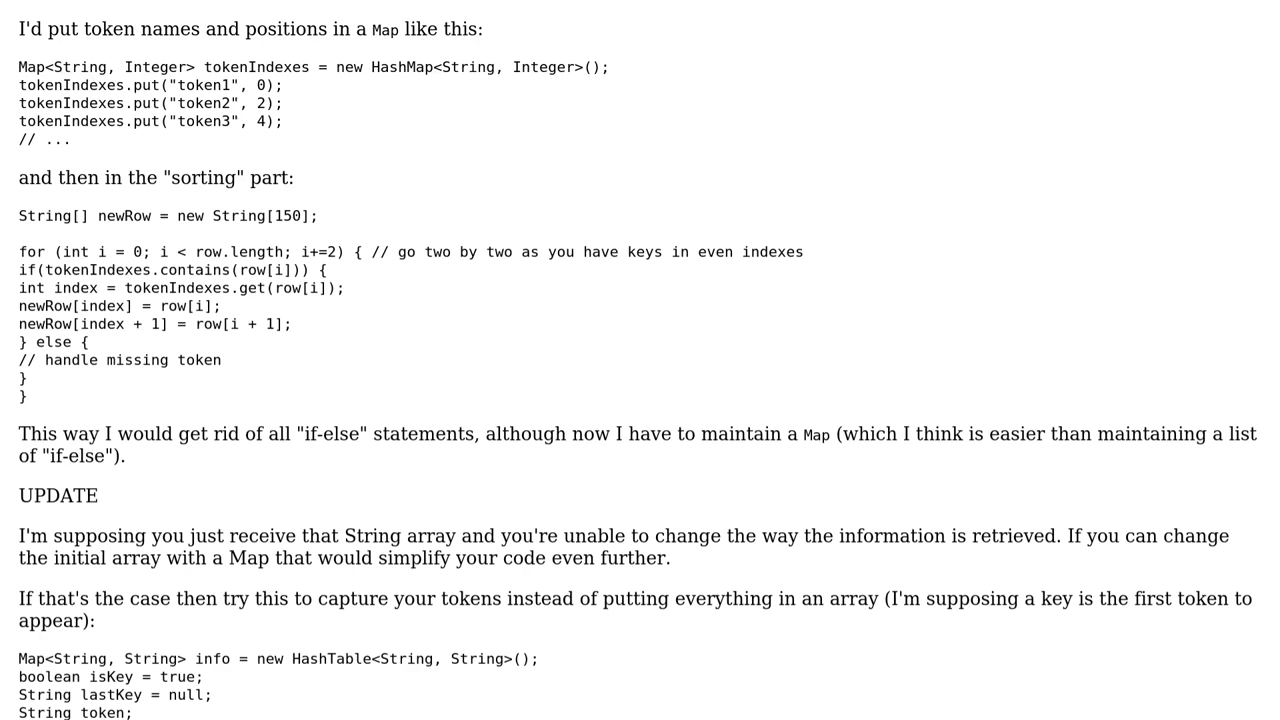 I'd put token names and positions in a Map like this:
Map<String, Integer> tokenIndexes = new HashMap<String, Integer>();
tokenIndexes.put("token1", 0);
tokenIndexes.put("token2", 2);
tokenIndexes.put("token3", 4);
// ...
and then in the "sorting" part:
String[] newRow = new String[150];
for (int i = 0; i < row.length; i+=2) { // go two by two as you have keys in even indexes
if(tokenIndexes.contains(row[i])) {
int index = tokenIndexes.get(row[i]);
newRow[index] = row[i];
newRow[index + 1] = row[i + 1];
} else {
// handle missing token
}
}
This way I would get rid of all "if-else" statements, although now I have to maintain a Map (which I think is easier than maintaining a list
of "if-else").
UPDATE
I'm supposing you just receive that String array and you're unable to change the way the information is retrieved. If you can change
the initial array with a Map that would simplify your code even further.
If that's the case then try this to capture your tokens instead of putting everything in an array (I'm supposing a key is the first token to
appear):
Map<String, String> info = new HashTable<String, String>();
boolean isKey = true;
String lastKey = null;
String token;